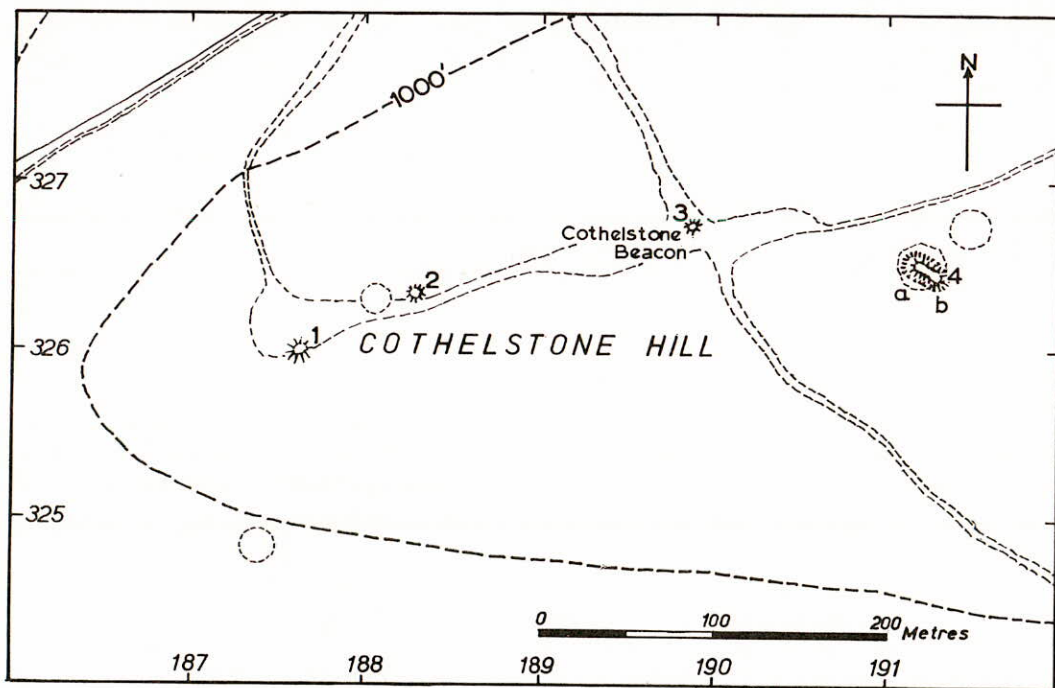 1000'
N
327
3
Cothelstone
Beacon
2
4
a
b
1
326
COTHELSTONE HILL
325
0 100 200 Metres
187 188 189 190 191